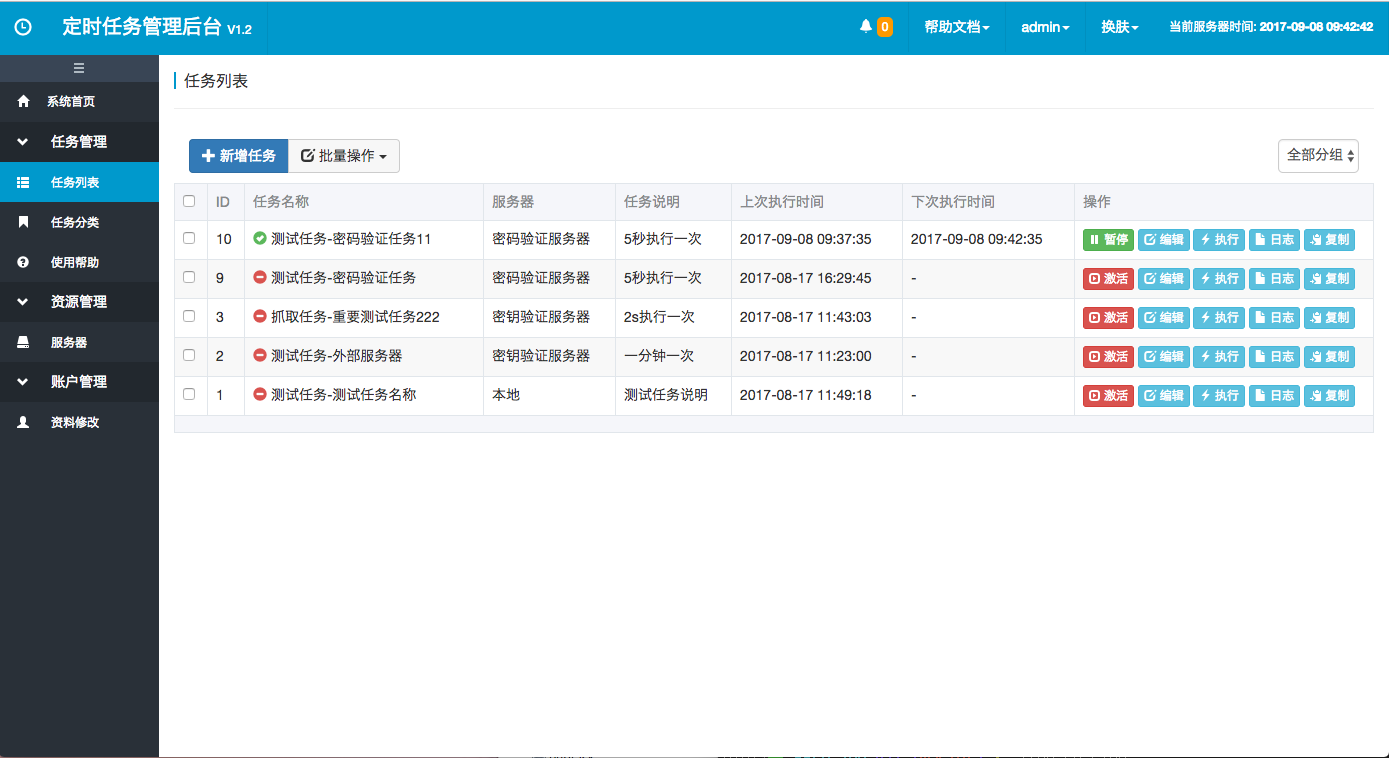 定时任务管理后台 V1.2
0
帮助文档
admin
换肤
当前服务器时间: 2017-09-08 09:42:42
系统首页
任务管理
任务列表
任务分类
使用帮助
资源管理
服务器
账户管理
资料修改
任务列表
新增任务 批量操作
全部分组
ID 任务名称 服务器 任务说明 上次执行时间 下次执行时间 操作
10 测试任务-密码验证任务11 密码验证服务器 5秒执行一次 2017-09-08 09:37:35 2017-09-08 09:42:35 暂停 编辑 执行 日志 复制
9 测试任务-密码验证任务 密码验证服务器 5秒执行一次 2017-08-17 16:29:45 - 激活 编辑 执行 日志 复制
3 抓取任务-重要测试任务222 密钥验证服务器 2s执行一次 2017-08-17 11:43:03 - 激活 编辑 执行 日志 复制
2 测试任务-外部服务器 密钥验证服务器 一分钟一次 2017-08-17 11:23:00 - 激活 编辑 执行 日志 复制
1 测试任务-测试任务名称 本地 测试任务说明 2017-08-17 11:49:18 - 激活 编辑 执行 日志 复制